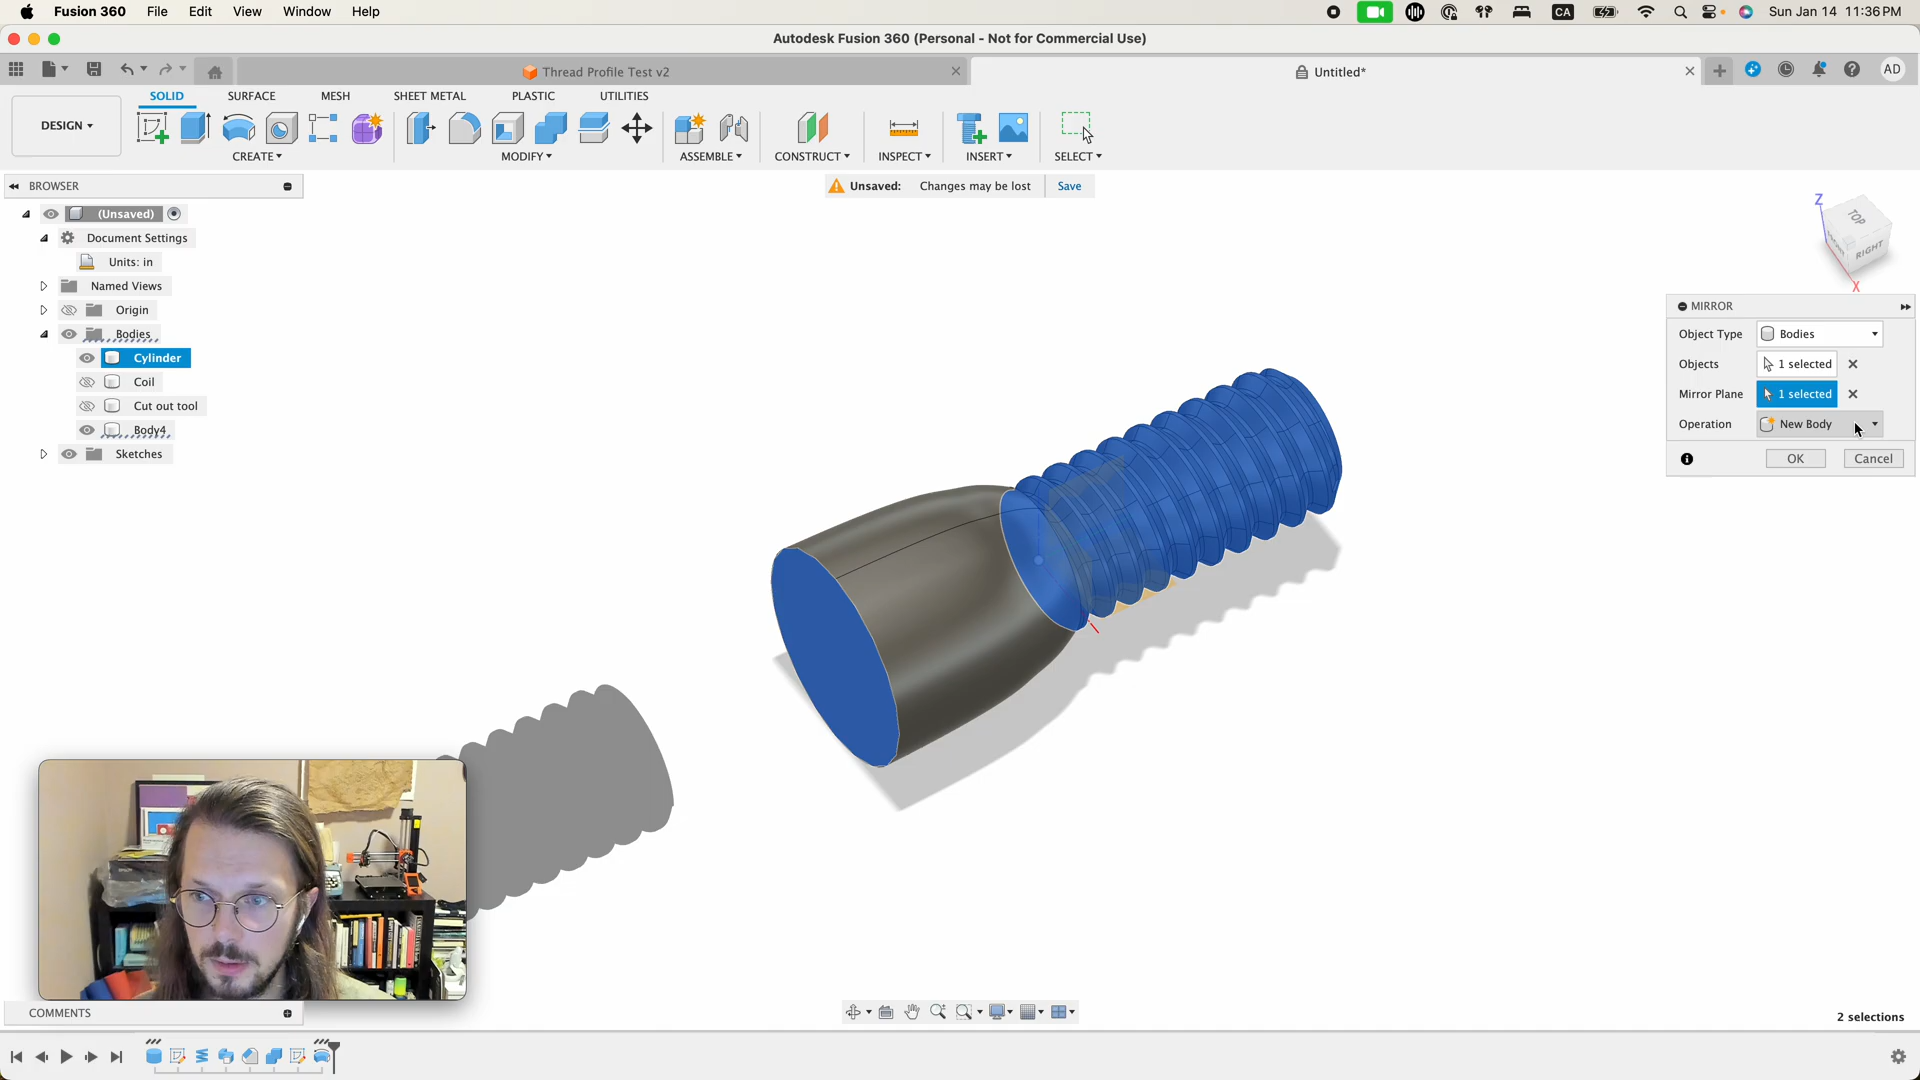 Fusion 360 File Edit View Window Help
CA Sun Jan 14 11:36 PM
Autodesk Fusion 360 (Personal - Not for Commercial Use)
Thread Profile Test v2
Untitled*
AD
SOLID SURFACE MESH SHEET METAL PLASTIC UTILITIES
DESIGN
CREATE MODIFY ASSEMBLE CONSTRUCT INSPECT INSERT SELECT
BROWSER
Unsaved: Changes may be lost Save
(Unsaved)
Document Settings
Units: in
Named Views
Origin
Bodies
Cylinder
Coil
Cut out tool
Body4
Sketches
Z
TOP
FRONT
RIGHT
X
MIRROR
Object Type Bodies
Objects 1 selected
Mirror Plane 1 selected
Operation New Body
OK Cancel
COMMENTS
2 selections